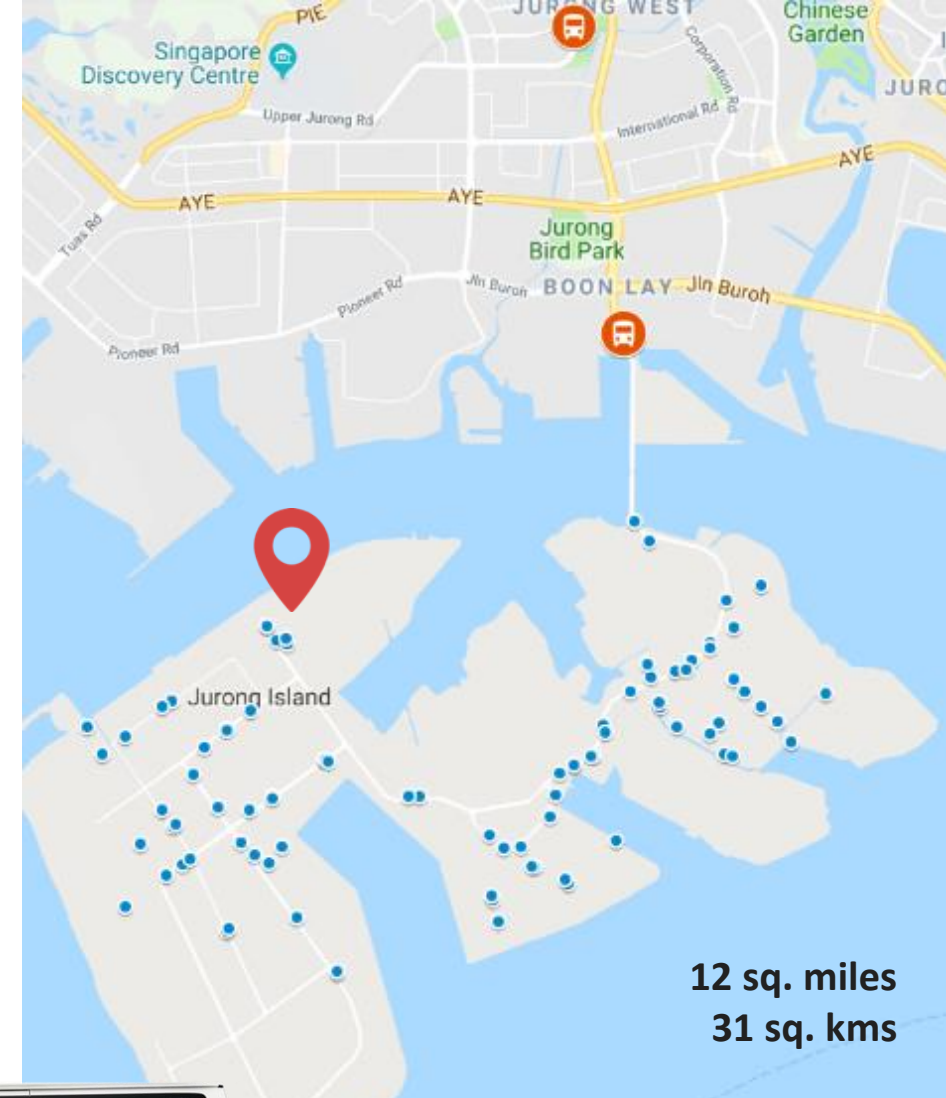 PIE
JURONG WEST
Chinese
Garden
Singapore
Discovery Centre
Corporation Rd
JURO
Upper Jurong Rd
International Rd
AYE
AYE
AYE
Tuas Rd
Jurong
Bird Park
Pioneer Rd
Jln Buroh
BOON LAY
Jln Buroh
Pioneer Rd
Jurong Island
12 sq. miles
31 sq. kms